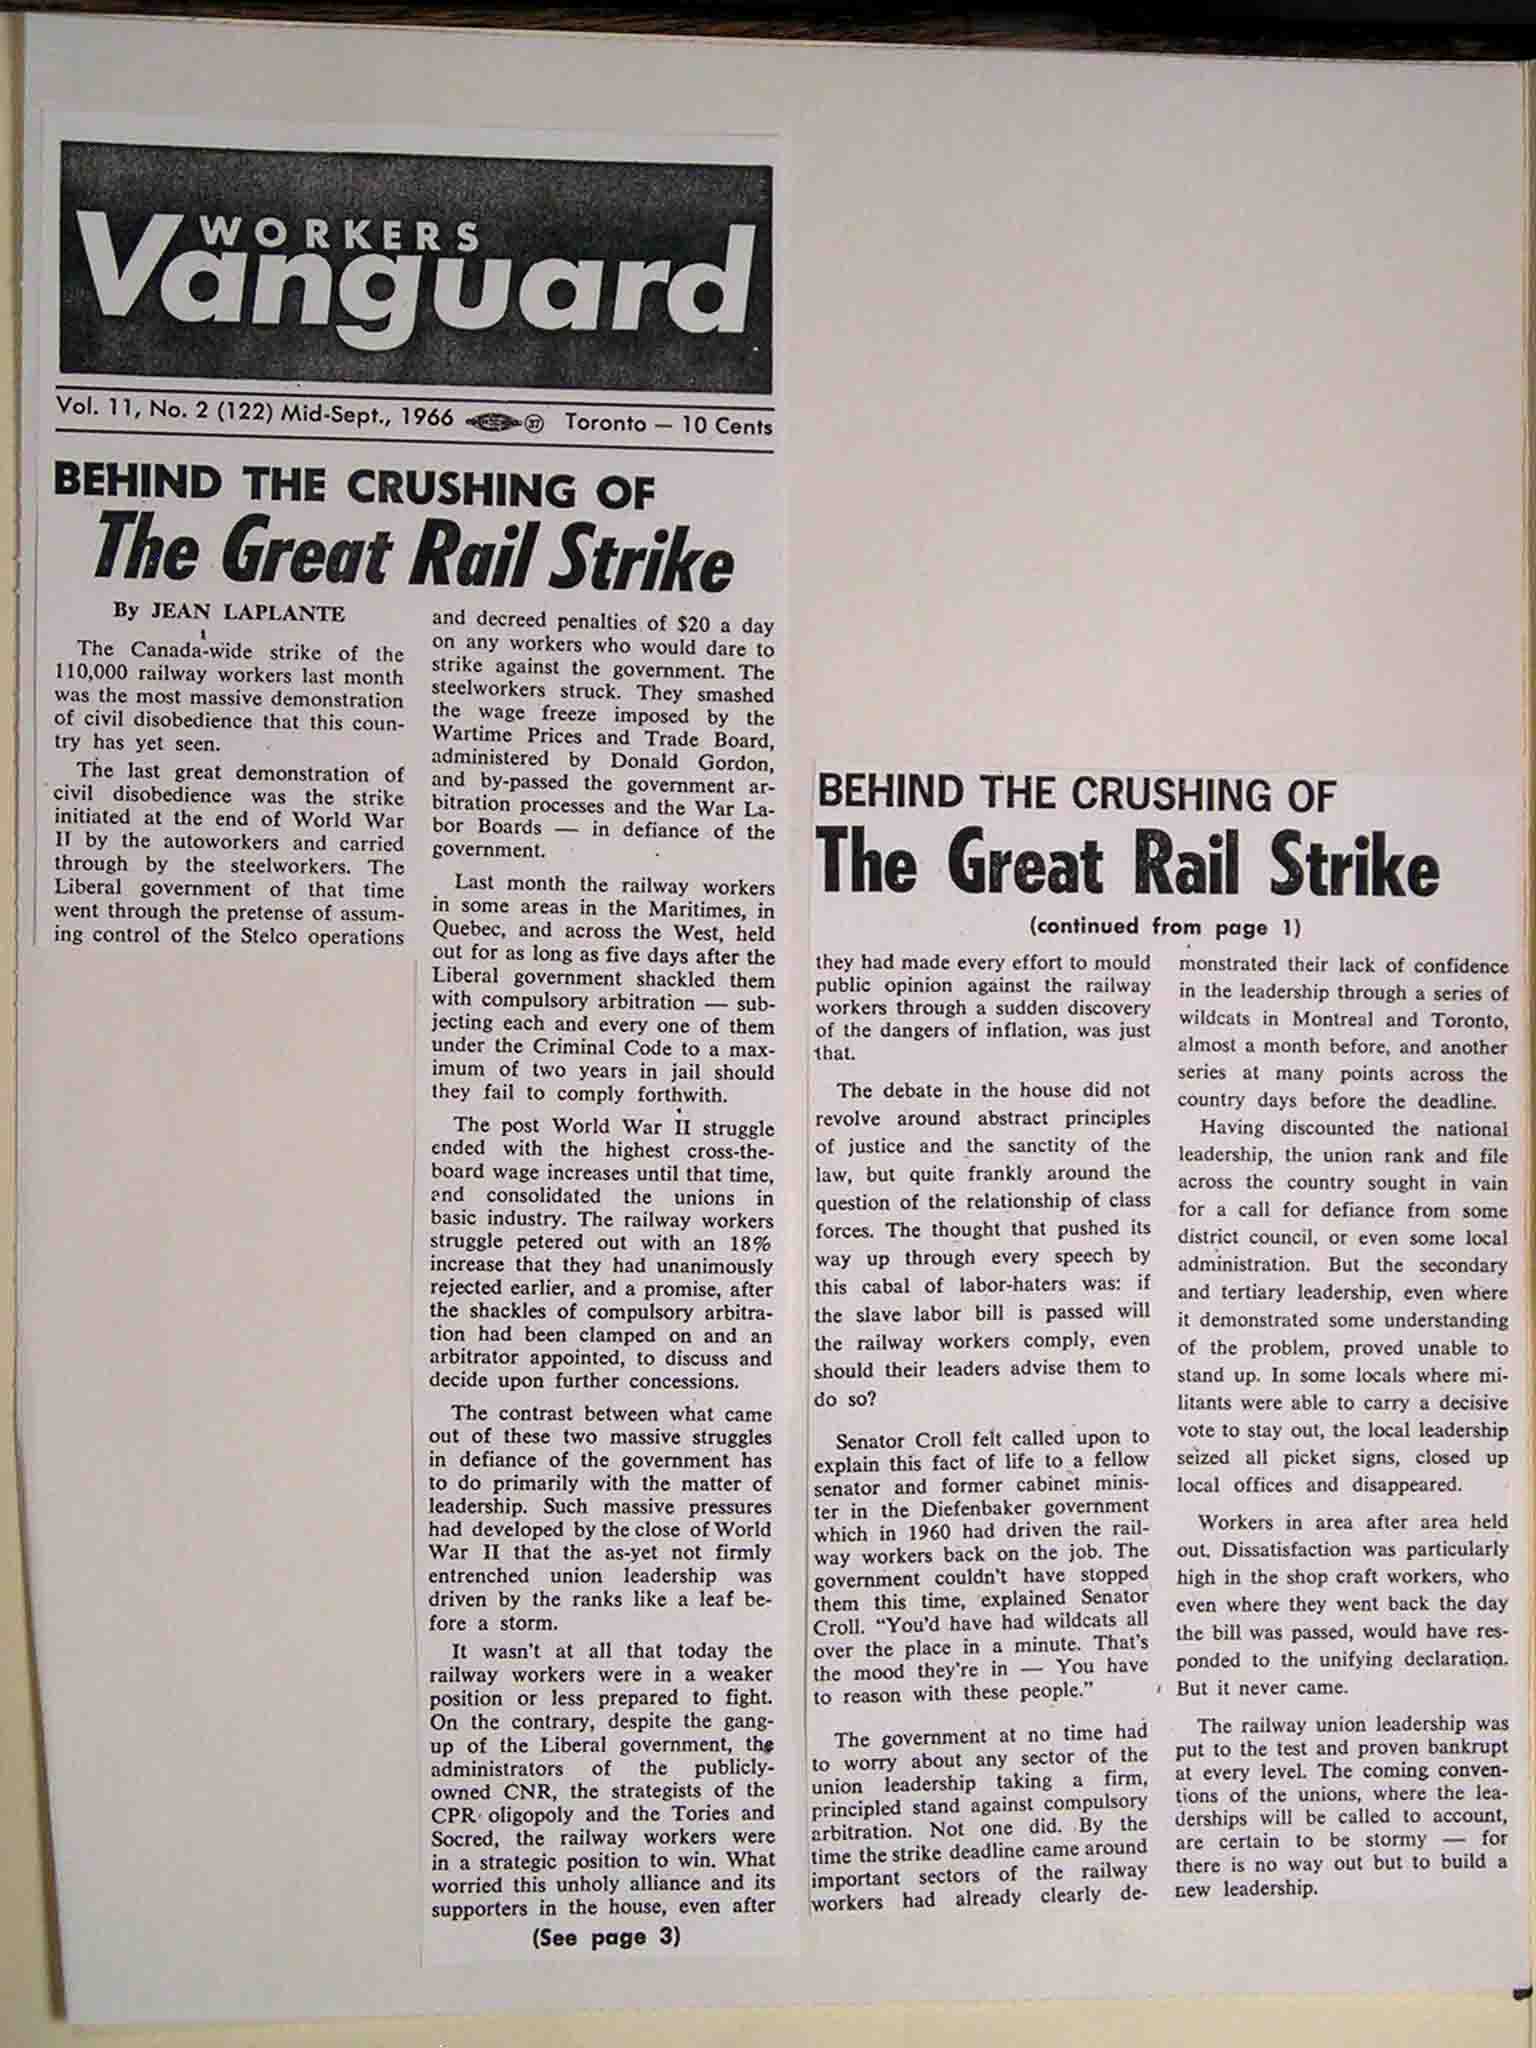 WORKERS
Vanguard
Vol. 11, No. 2 (122) Mid-Sept., 1966 37 Toronto — 10 Cents
BEHIND THE CRUSHING OF
The Great Rail Strike
By JEAN LAPLANTE
The Canada-wide strike of the
110,000 railway workers last month
was the most massive demonstration
of civil disobedience that this coun-
try has yet seen.
The last great demonstration of
civil disobedience was the strike
initiated at the end of World War
II by the autoworkers and carried
through by the steelworkers. The
Liberal government of that time
went through the pretense of assum-
ing control of the Stelco operations
and decreed penalties of $20 a day
on any workers who would dare to
strike against the government. The
steelworkers struck. They smashed
the wage freeze imposed by the
Wartime Prices and Trade Board,
administered by Donald Gordon,
and by-passed the government ar-
bitration processes and the War La-
bor Boards — in defiance of the
government.
Last month the railway workers
in some areas in the Maritimes, in
Quebec, and across the West, held
out for as long as five days after the
Liberal government shackled them
with compulsory arbitration — sub-
jecting each and every one of them
under the Criminal Code to a max-
imum of two years in jail should
they fail to comply forthwith.
The post World War II struggle
ended with the highest cross-the-
board wage increases until that time,
and consolidated the unions in
basic industry. The railway workers
struggle petered out with an 18%
increase that they had unanimously
rejected earlier, and a promise, after
the shackles of compulsory arbitra-
tion had been clamped on and an
arbitrator appointed, to discuss and
decide upon further concessions.
The contrast between what came
out of these two massive struggles
in defiance of the government has
to do primarily with the matter of
leadership. Such massive pressures
had developed by the close of World
War II that the as-yet not firmly
entrenched union leadership was
driven by the ranks like a leaf be-
fore a storm.
It wasn't at all that today the
railway workers were in a weaker
position or less prepared to fight.
On the contrary, despite the gang-
up of the Liberal government, the
administrators of the publicly-
owned CNR, the strategists of the
CPR oligopoly and the Tories and
Socred, the railway workers were
in a strategic position to win. What
worried this unholy alliance and its
supporters in the house, even after
(See page 3)
BEHIND THE CRUSHING OF
The Great Rail Strike
(continued from page 1)
they had made every effort to mould
public opinion against the railway
workers through a sudden discovery
of the dangers of inflation, was just
that.
The debate in the house did not
revolve around abstract principles
of justice and the sanctity of the
law, but quite frankly around the
question of the relationship of class
forces. The thought that pushed its
way up through every speech by
this cabal of labor-haters was: if
the slave labor bill is passed will
the railway workers comply, even
should their leaders advise them to
do so?
Senator Croll felt called upon to
explain this fact of life to a fellow
senator and former cabinet minis-
ter in the Diefenbaker government
which in 1960 had driven the rail-
way workers back on the job. The
government couldn't have stopped
them this time, explained Senator
Croll. "You'd have had wildcats all
over the place in a minute. That's
the mood they're in — You have
to reason with these people."
The government at no time had
to worry about any sector of the
union leadership taking a firm,
principled stand against compulsory
arbitration. Not one did. By the
time the strike deadline came around
important sectors of the railway
workers had already clearly de-
monstrated their lack of confidence
in the leadership through a series of
wildcats in Montreal and Toronto,
almost a month before, and another
series at many points across the
country days before the deadline.
Having discounted the national
leadership, the union rank and file
across the country sought in vain
for a call for defiance from some
district council, or even some local
administration. But the secondary
and tertiary leadership, even where
it demonstrated some understanding
of the problem, proved unable to
stand up. In some locals where mi-
litants were able to carry a decisive
vote to stay out, the local leadership
seized all picket signs, closed up
local offices and disappeared.
Workers in area after area held
out. Dissatisfaction was particularly
high in the shop craft workers, who
even where they went back the day
the bill was passed, would have res-
ponded to the unifying declaration.
But it never came.
The railway union leadership was
put to the test and proven bankrupt
at every level. The coming conven-
tions of the unions, where the lea-
derships will be called to account,
are certain to be stormy — for
there is no way out but to build a
new leadership.